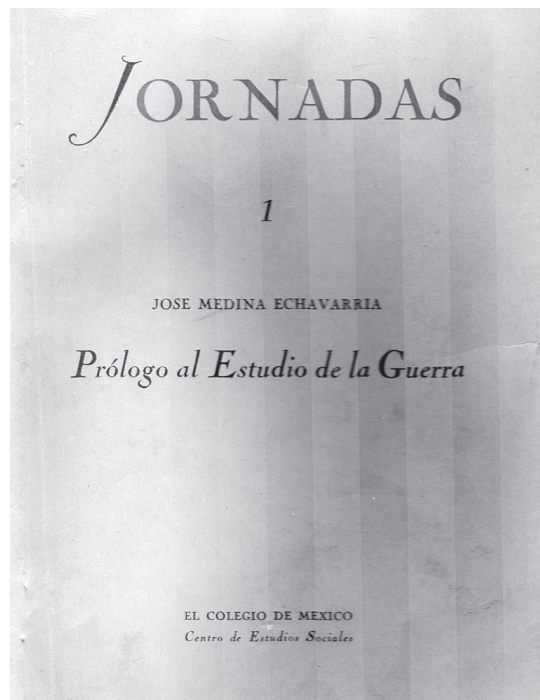 JORNADAS
1
JOSE MEDINA ECHAVARRIA
Prólogo al Estudio de la Guerra
EL COLEGIO DE MEXICO
Centro de Estudios Sociales